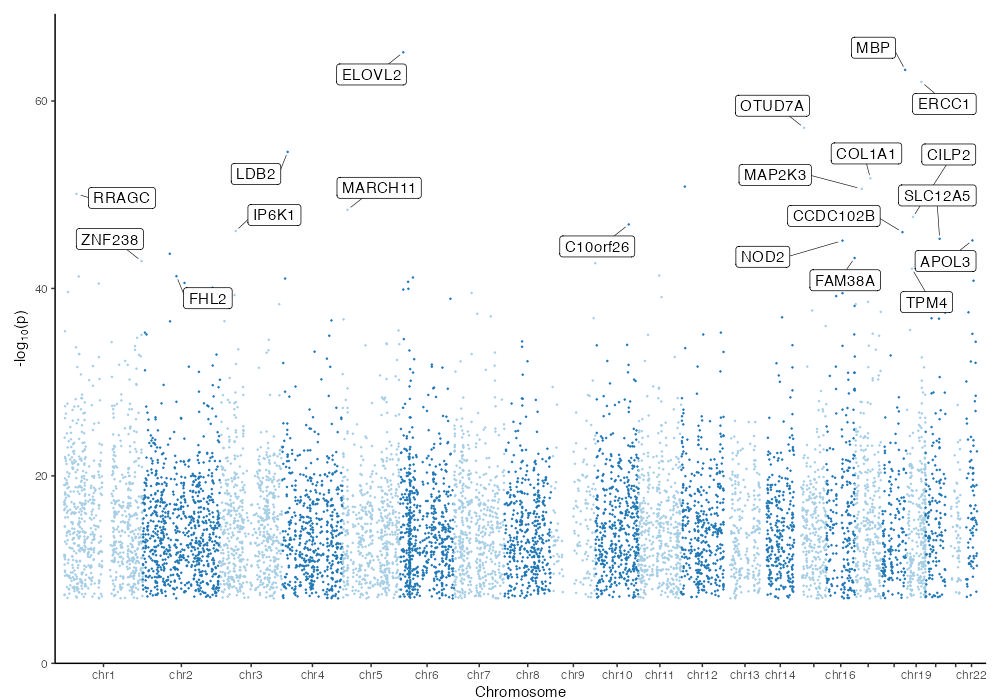 MBP
ELOVL2
60
ERCC1
OTUD7A
COL1A1
CILP2
LDB2
MAP2K3
MARCH11
RRAGC
SLC12A5
IP6K1
CCDC102B
ZNF238
C10orf26
NOD2
APOL3
FAM38A
40
FHL2
TPM4
-log10(p)
20
0
chr1 chr2 chr3 chr4 chr5 chr6 chr7 chr8 chr9 chr10 chr11 chr12 chr13 chr14 chr16 chr19 chr20 chr22
Chromosome